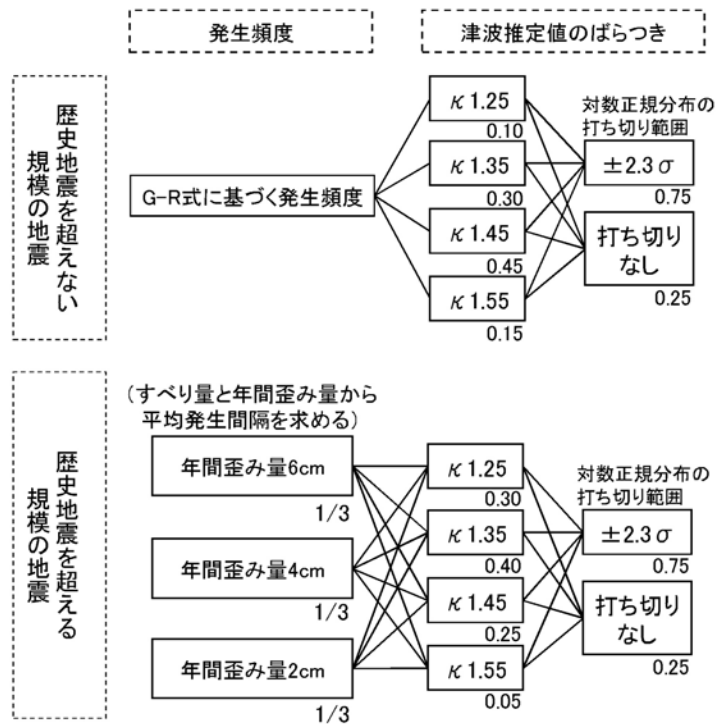 発生頻度
津波推定値のばらつき
歴史地震を超えない
規模の地震
G-R式に基づく発生頻度
κ1.25
0.10
κ1.35
0.30
κ1.45
0.45
κ1.55
0.15
対数正規分布の
打ち切り範囲
±2.3σ
0.75
打ち切り
なし
0.25
歴史地震を超える
規模の地震
(すべり量と年間歪み量から
平均発生間隔を求める)
年間歪み量6cm
1/3
年間歪み量4cm
1/3
年間歪み量2cm
1/3
κ1.25
0.30
κ1.35
0.40
κ1.45
0.25
κ1.55
0.05
対数正規分布の
打ち切り範囲
±2.3σ
0.75
打ち切り
なし
0.25